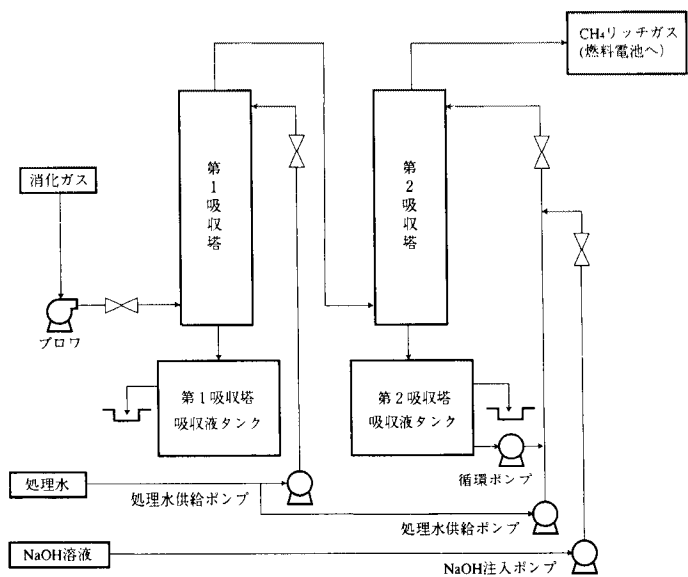 CH₄リッチガス
(燃料電池へ)
消化ガス
ブロワ
第1吸収塔
第2吸収塔
第1吸収塔
吸収液タンク
第2吸収塔
吸収液タンク
循環ポンプ
処理水
処理水供給ポンプ
処理水供給ポンプ
NaOH溶液
NaOH注入ポンプ